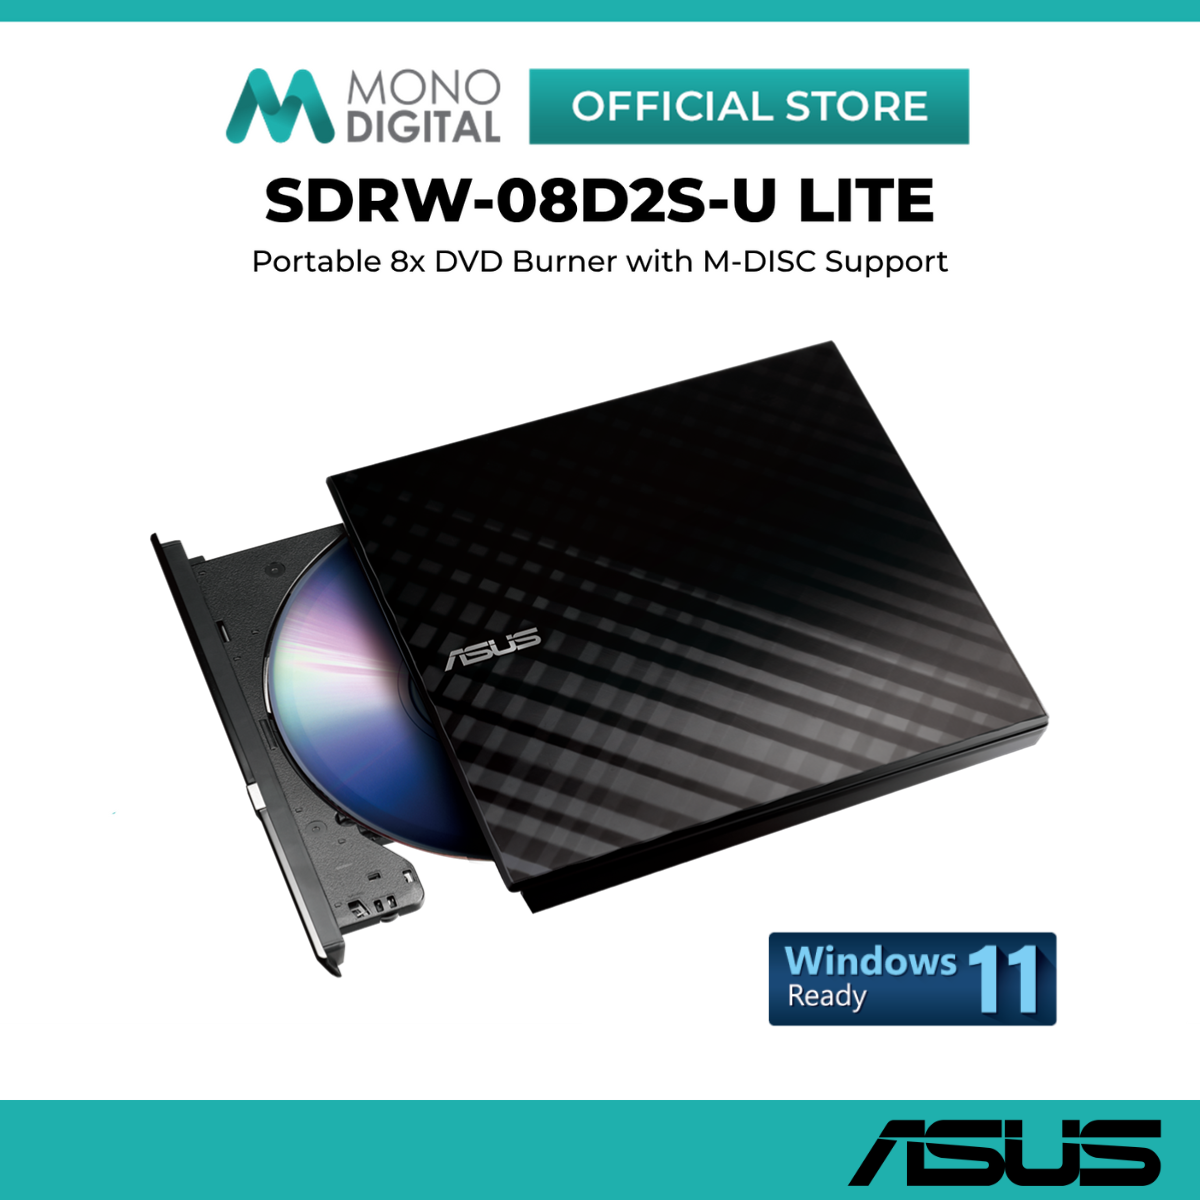 MONO
DIGITAL
OFFICIAL STORE
SDRW-08D2S-U LITE
Portable 8x DVD Burner with M-DISC Support
ASUS
Windows 11
Ready
ASUS